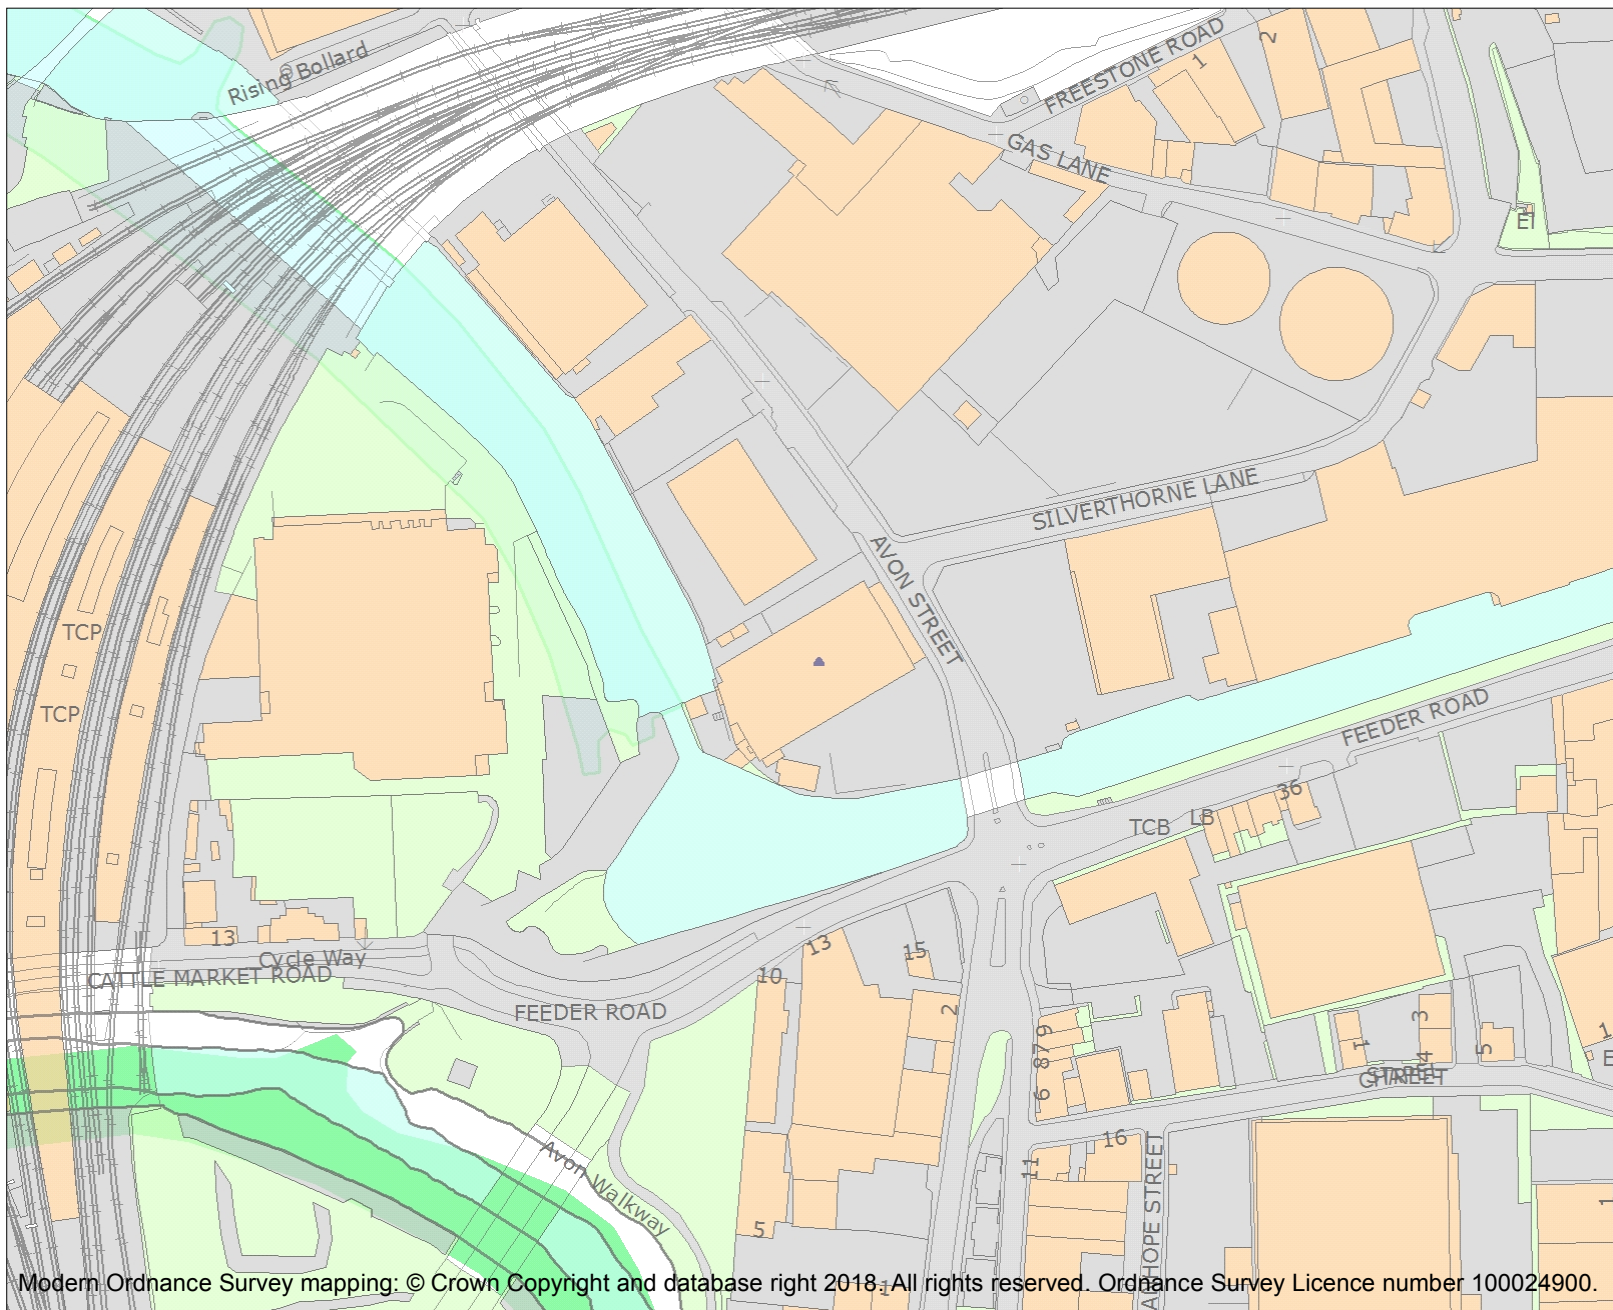 Rising Bollard
FREESTONE ROAD
1
2
GAS LANE
El
SILVERTHORNE LANE
AVON STREET
TCP
TCP
FEEDER ROAD
36
LB
TCB
13
Cycle Way
CATTLE MARKET ROAD
FEEDER ROAD
10
13
15
2
9
8
7
6
3
1
4
5
STREET
16
11
Avon Walkway
5
1
1
Modern Ordnance Survey mapping: © Crown Copyright and database right 2018. All rights reserved. Ordnance Survey Licence number 100024900.